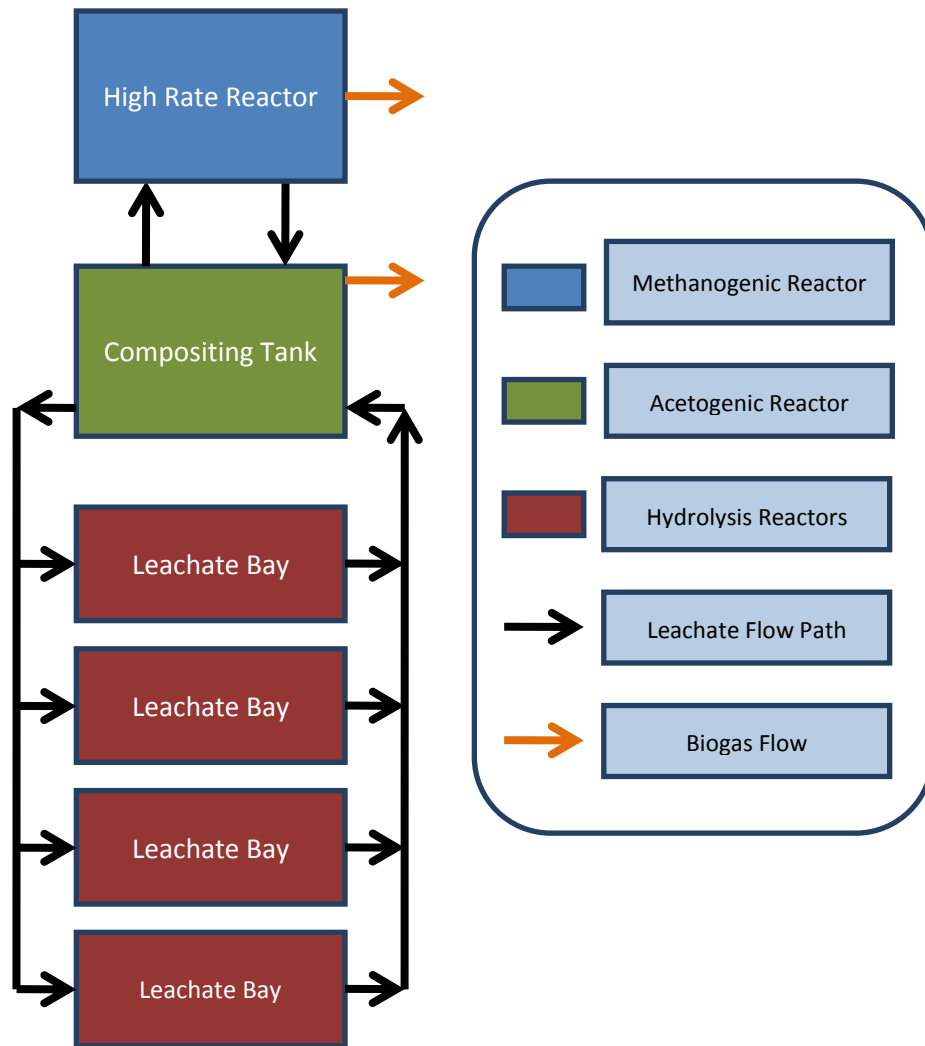 High Rate Reactor
Compositing Tank
Leachate Bay
Leachate Bay
Leachate Bay
Leachate Bay
Methanogenic Reactor
Acetogenic Reactor
Hydrolysis Reactors
Leachate Flow Path
Biogas Flow